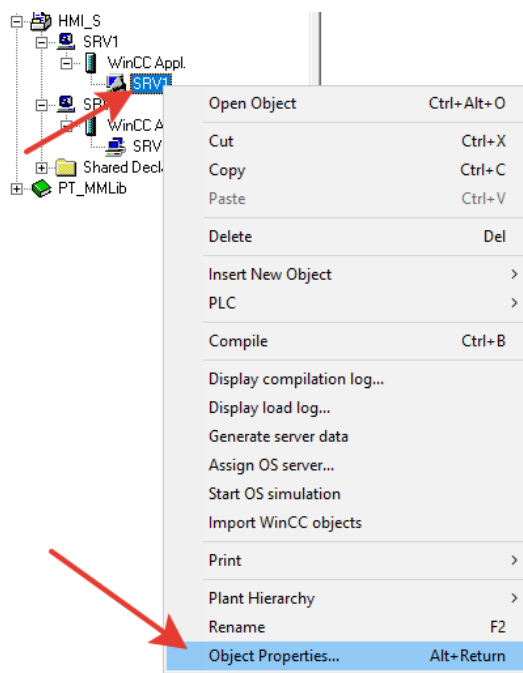 HMI_S
SRV1
WinCC Appl.
SRV1
Open Object Ctrl+Alt+O
WinCC A
Cut Ctrl+X
SRV
Shared Decl
Copy Ctrl+C
PT_MMLib
Paste Ctrl+V
Delete Del
Insert New Object >
PLC >
Compile Ctrl+B
Display compilation log...
Display load log...
Generate server data
Assign OS server...
Start OS simulation
Import WinCC objects
Print >
Plant Hierarchy >
Rename F2
Object Properties... Alt+Return